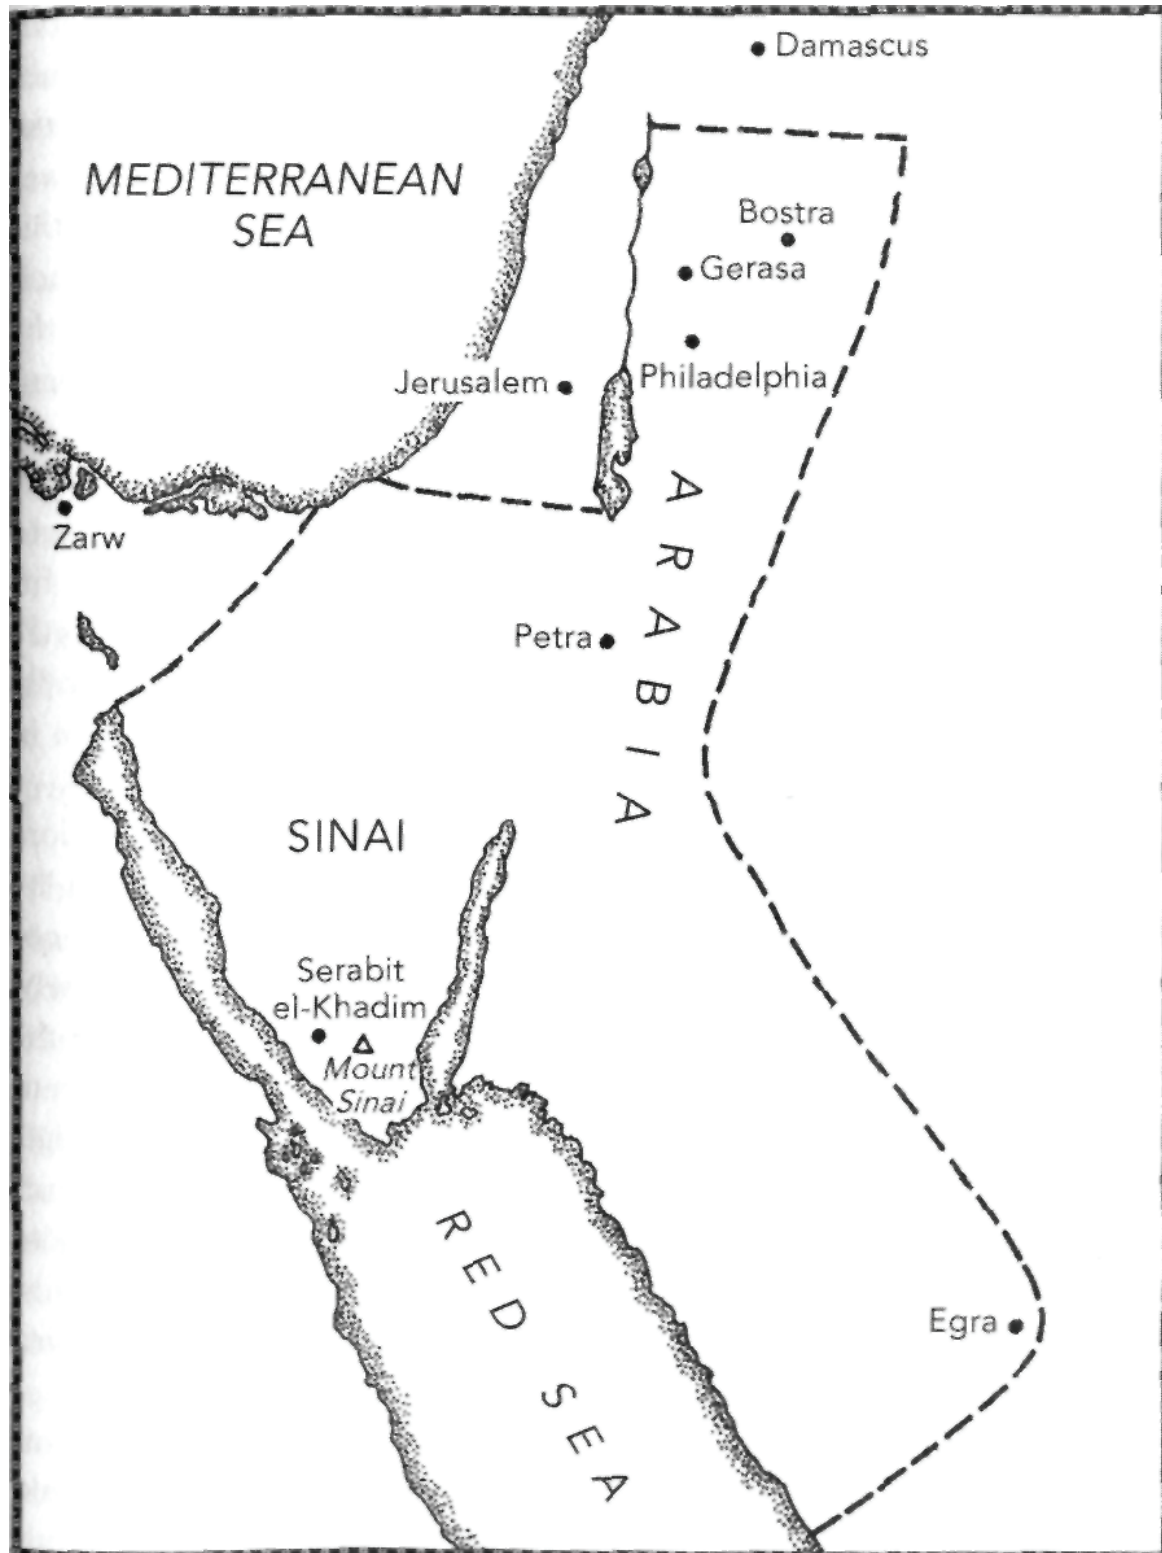 Damascus
MEDITERRANEAN
SEA
Bostra
Gerasa
Philadelphia
Jerusalem
ARABIA
Zarw
Petra
SINAI
Serabit
el-Khadim
Mount
Sinai
RED SEA
Egra